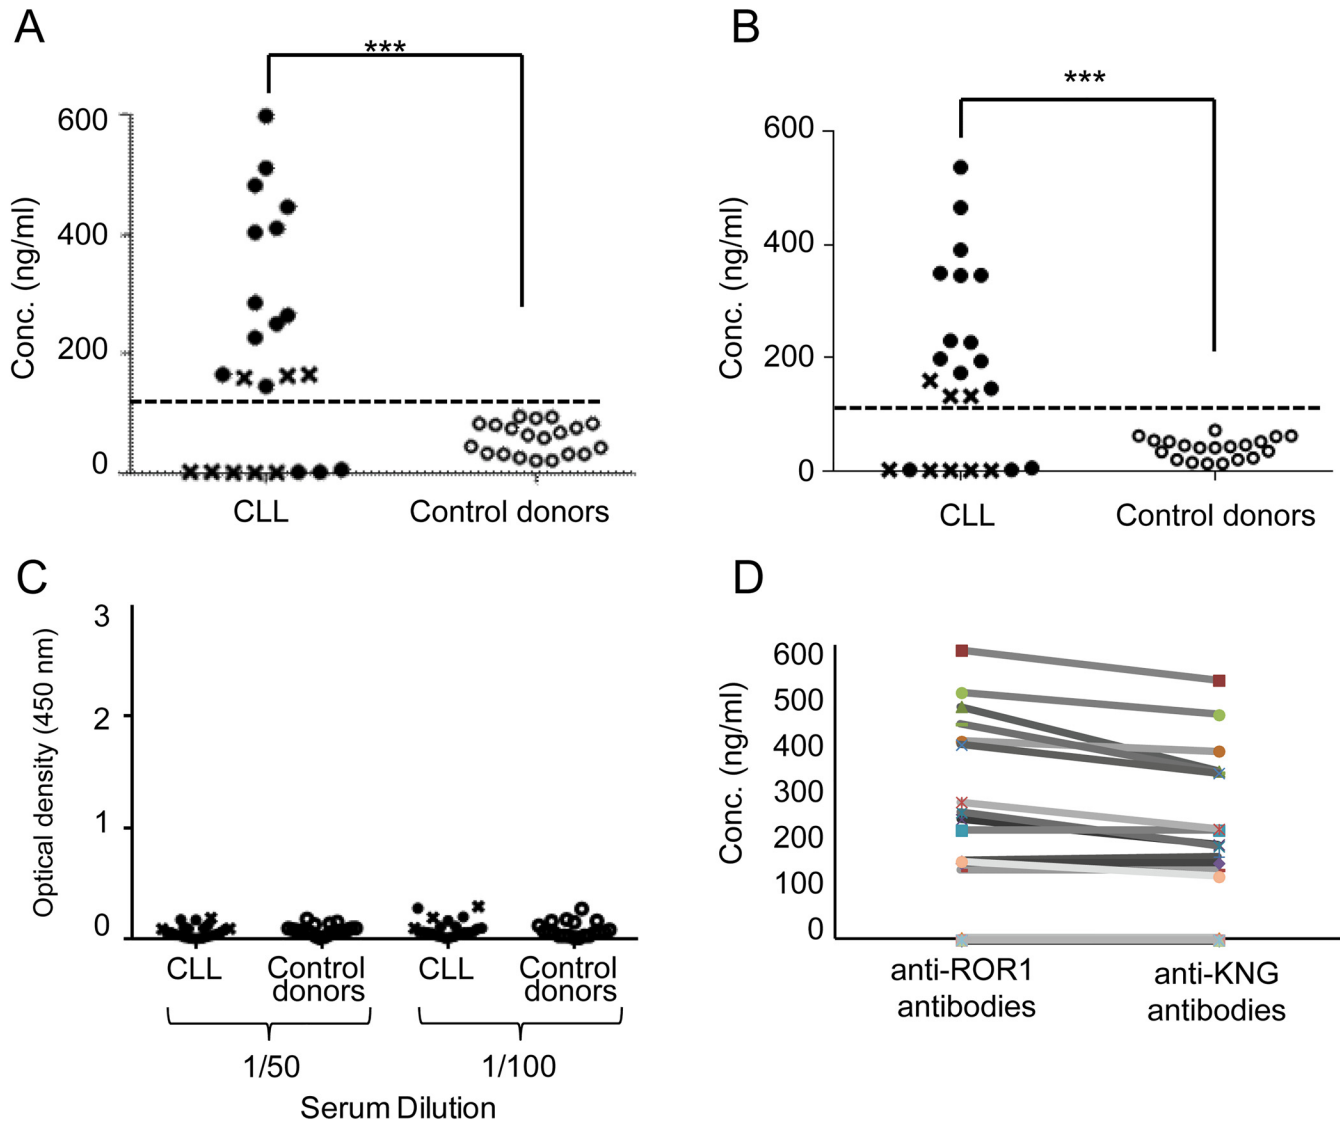 A
***
600
400
200
0
Conc. (ng/ml)
CLL
Control donors
B
***
600
400
200
0
Conc. (ng/ml)
CLL
Control donors
C
3
2
1
0
Optical density (450 nm)
CLL
Control
donors
CLL
Control
donors
1/50
1/100
Serum Dilution
D
600
500
400
300
200
100
0
Conc. (ng/ml)
anti-ROR1
antibodies
anti-KNG
antibodies